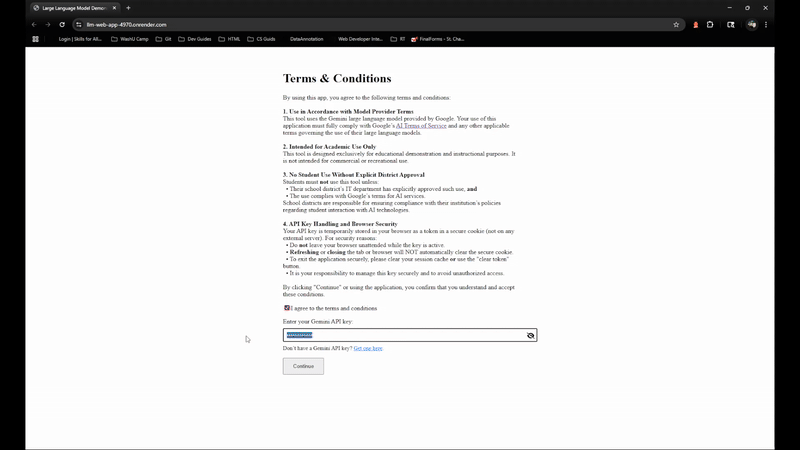 Large Language Model Demon
llm-web-app-4970.onrender.com
Login | Skills for All... WashU Camp Git Dev Guides HTML CS Guids DataAnnotation Web Developer Inte... RT FinalForms - St. Cha...
Terms & Conditions
By using this app, you agree to the following terms and conditions:
1. Use in Accordance with Model Provider Terms
This tool uses the Gemini large language model provided by Google. Your use of this
application must fully comply with Google's AI Terms of Service and any other applicable
terms governing the use of their large language models.
2. Intended for Academic Use Only
This tool is designed exclusively for educational demonstration and instructional purposes. It
is not intended for commercial or recreational use.
3. No Student Use Without Explicit District Approval
Students must not use this tool unless:
• Their school district's IT department has explicitly approved such use, and
• The use complies with Google's terms for AI services.
School districts are responsible for ensuring compliance with their institution's policies
regarding student interaction with AI technologies.
4. API Key Handling and Browser Security
Your API key is temporarily stored in your browser as a token in a secure cookie (not on any
external server). For security reasons:
• Do not leave your browser unattended while the key is active.
• Refreshing or closing the tab or browser will NOT automatically clear the secure cookie.
• To exit the application securely, please clear your session cache or use the "clear token"
button.
• It is your responsibility to manage this key securely and to avoid unauthorized access.
By clicking "Continue" or using the application, you confirm that you understand and accept
these conditions.
I agree to the terms and conditions
Enter your Gemini API key:
Don't have a Gemini API key? Get one here.
Continue